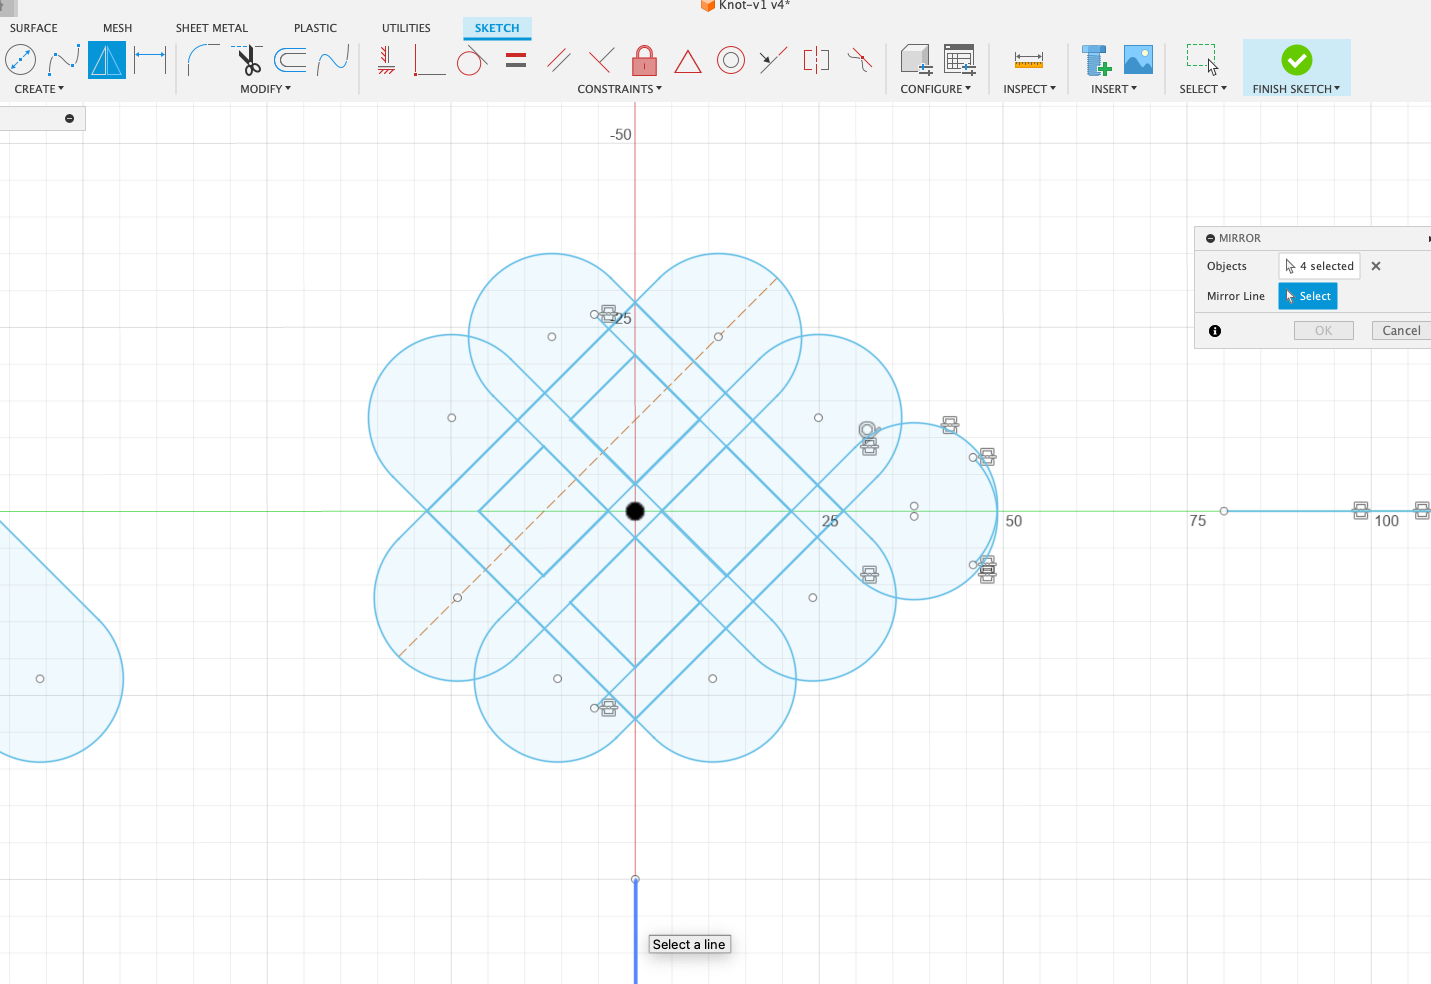 Knot-v1 v4*
SURFACE MESH SHEET METAL PLASTIC UTILITIES SKETCH
CREATE MODIFY CONSTRAINTS CONFIGURE INSPECT INSERT SELECT FINISH SKETCH
-50
MIRROR
Objects 4 selected
Mirror Line Select
OK Cancel
-25
25 50 75 100
Select a line